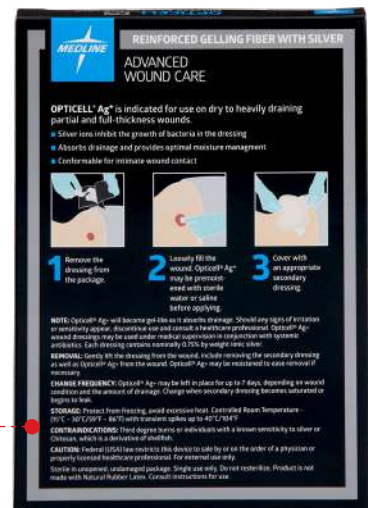 MEDLINE
REINFORCED GELLING FIBER WITH SILVER
ADVANCED
WOUND CARE
OPTICELL® Ag+ is indicated for use on dry to heavily draining
partial and full-thickness wounds.
Silver ions inhibit the growth of bacteria in the dressing
Absorbs drainage and provides optimal moisture managment
Conformable for intimate wound contact
1 Remove the
dressing from
the package.
2 Loosely fill the
wound. Opticell® Ag+
may be premoist-
ened with sterile
water or saline
before applying.
3 Cover with
an appropriate
secondary
dressing
NOTE: Opticell® Ag+ will become gel-like as it absorbs drainage. Should any signs of irritation
or sensitivity appear, discontinue use and consult a healthcare professional. Opticell® Ag+
wound dressings may be used under medical supervision in conjunction with systemic
antibiotics. Each dressing contains nominally 0.75% by weight ionic silver.
REMOVAL: Gently lift the dressing from the wound, include removing the secondary dressing
as well as Opticell® Ag+ from the wound. Opticell® Ag+ may be moistened to ease removal if
necessary.
CHANGE FREQUENCY: Opticell® Ag+ may be left in place for up to 7 days, depending on wound
condition and the amount of drainage. Change when secondary dressing becomes saturated or
begins to leak.
STORAGE: Protect from freezing, avoid excessive heat. Controlled Room Temperature -
(15°C - 30°C/59°F - 86°F) with transient spikes up to 40°C/104°F
CONTRAINDICATIONS: Third degree burns or individuals with a known sensitivity to silver or
Chitosan, which is a derivative of shellfish.
CAUTION: Federal (USA) law restricts this device to sale by or on the order of a physician or
properly licensed healthcare professional. For external use only.
Sterile in unopened, undamaged package. Single use only. Do not resterilize. Product is not
made with Natural Rubber Latex. Consult instructions for use.